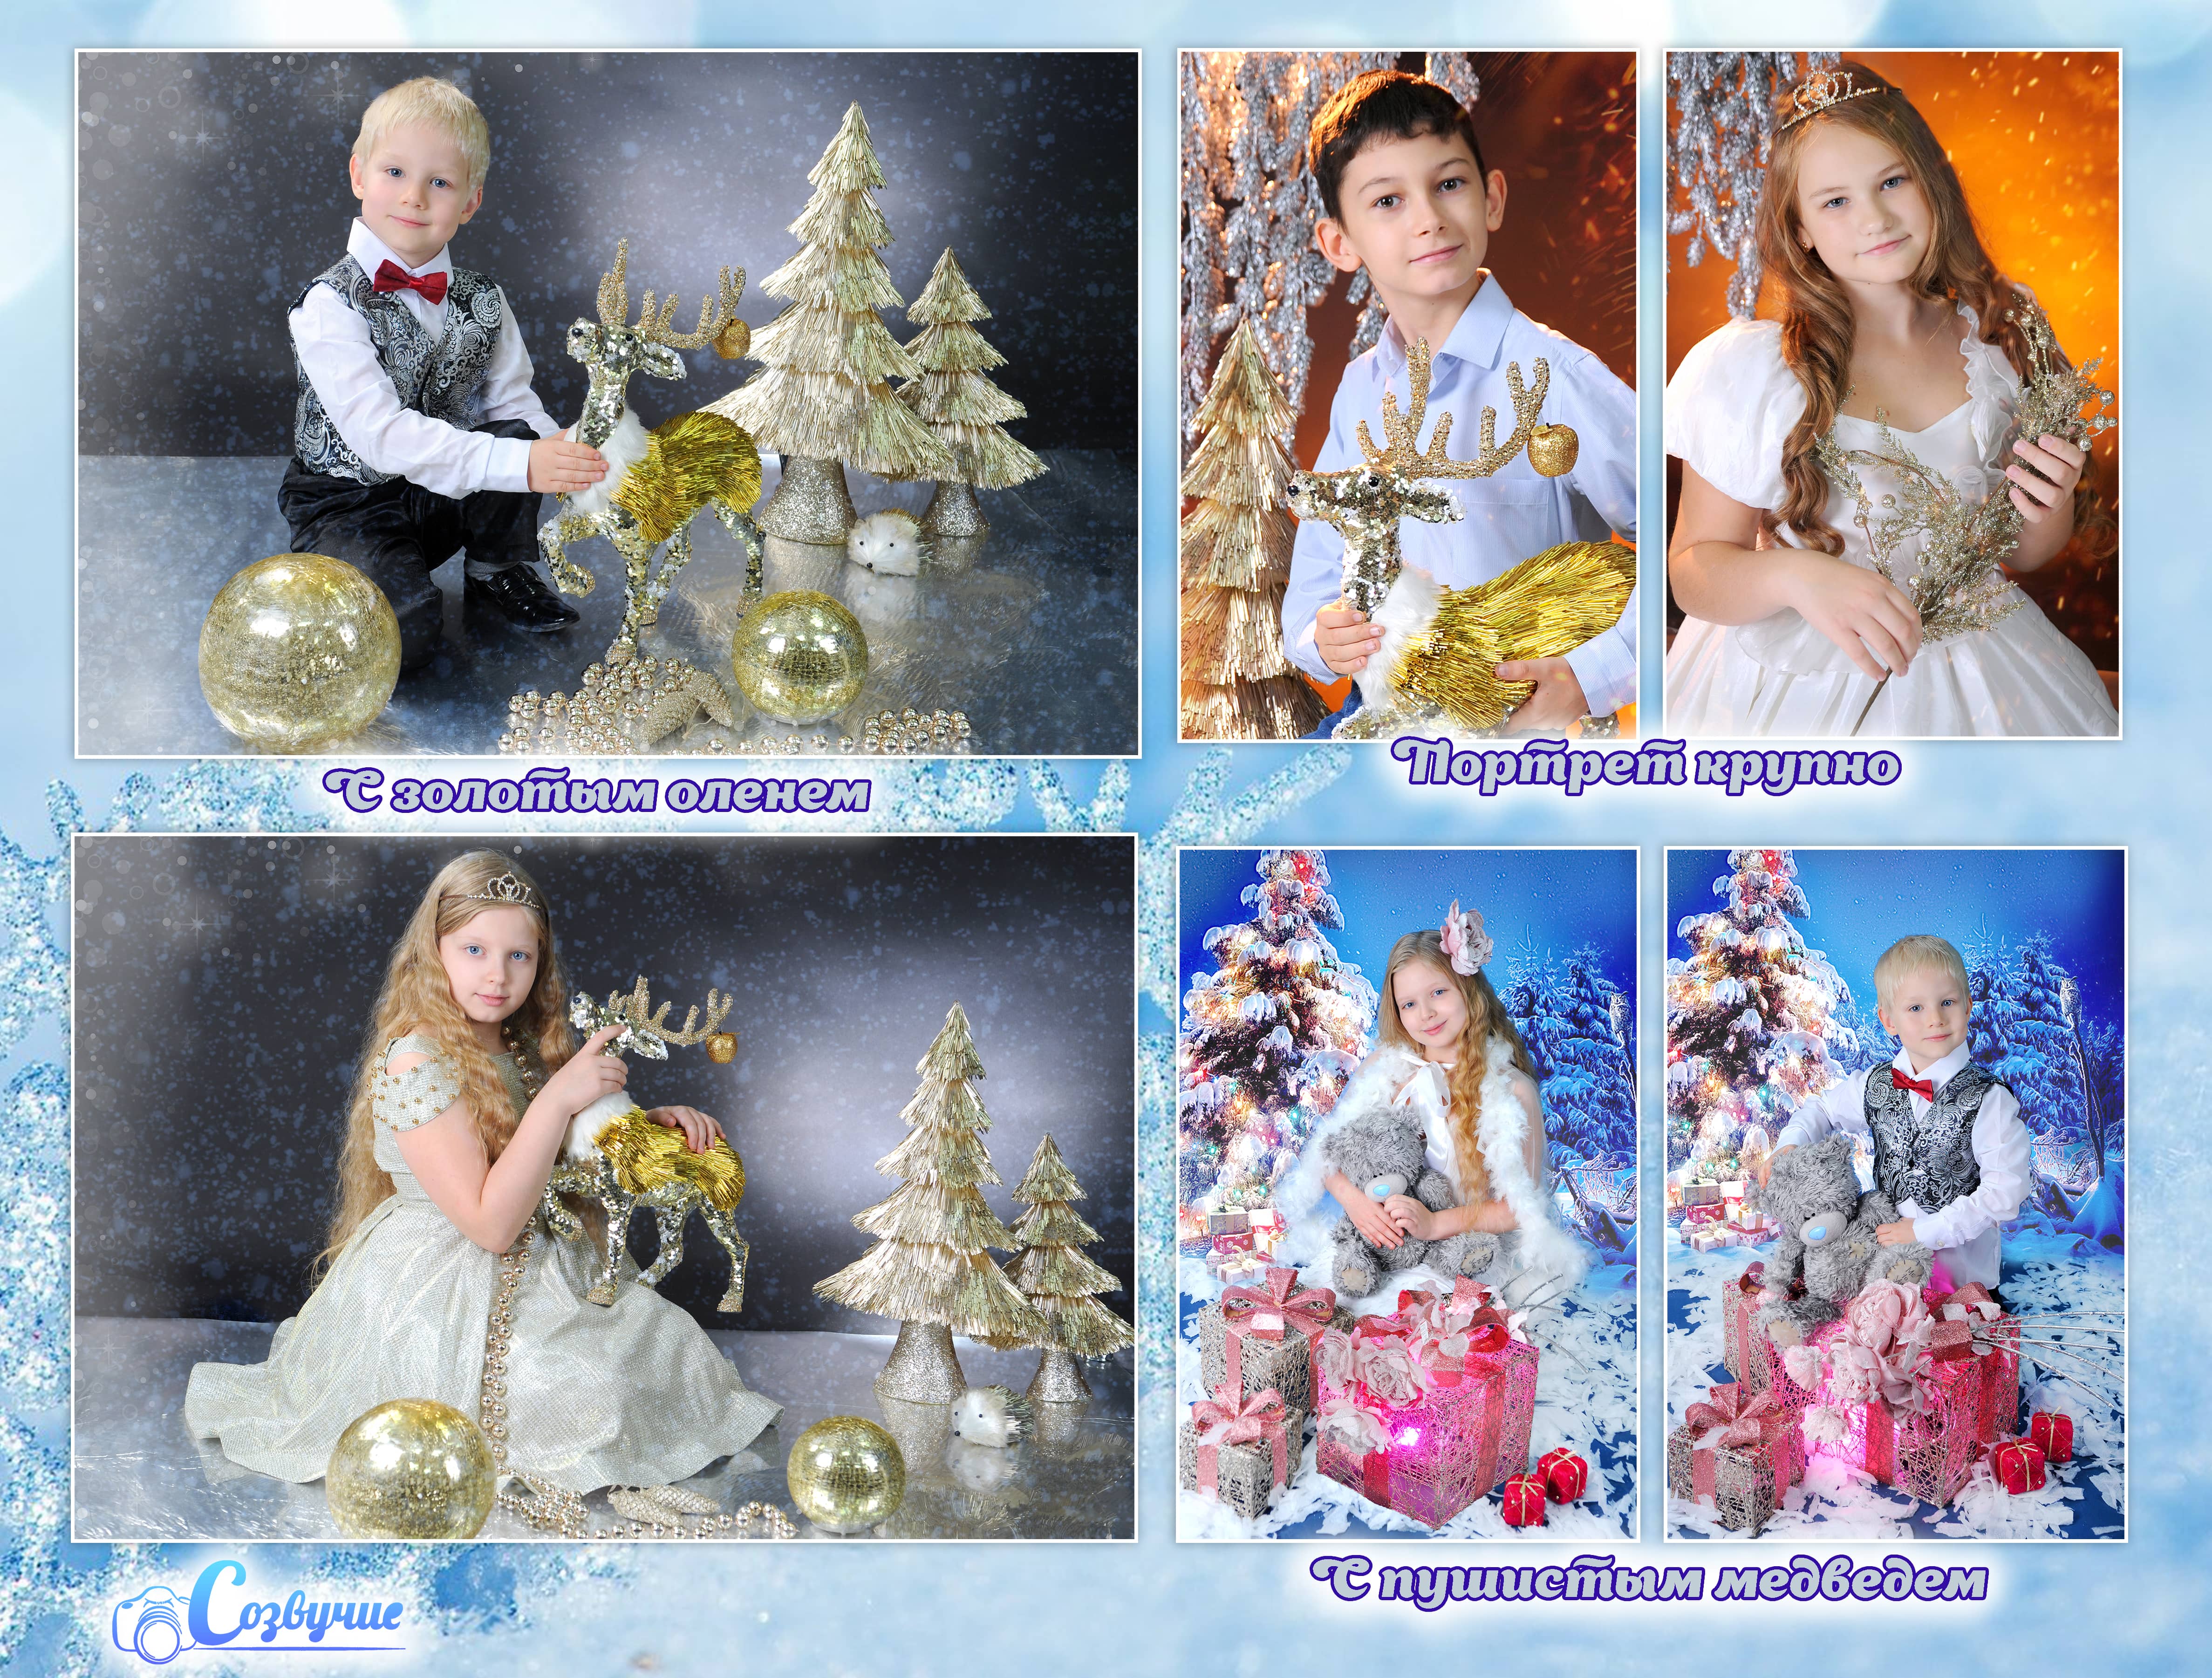 С золотым оленем
Портрет крупно
С пушистым медведем
Созвучие